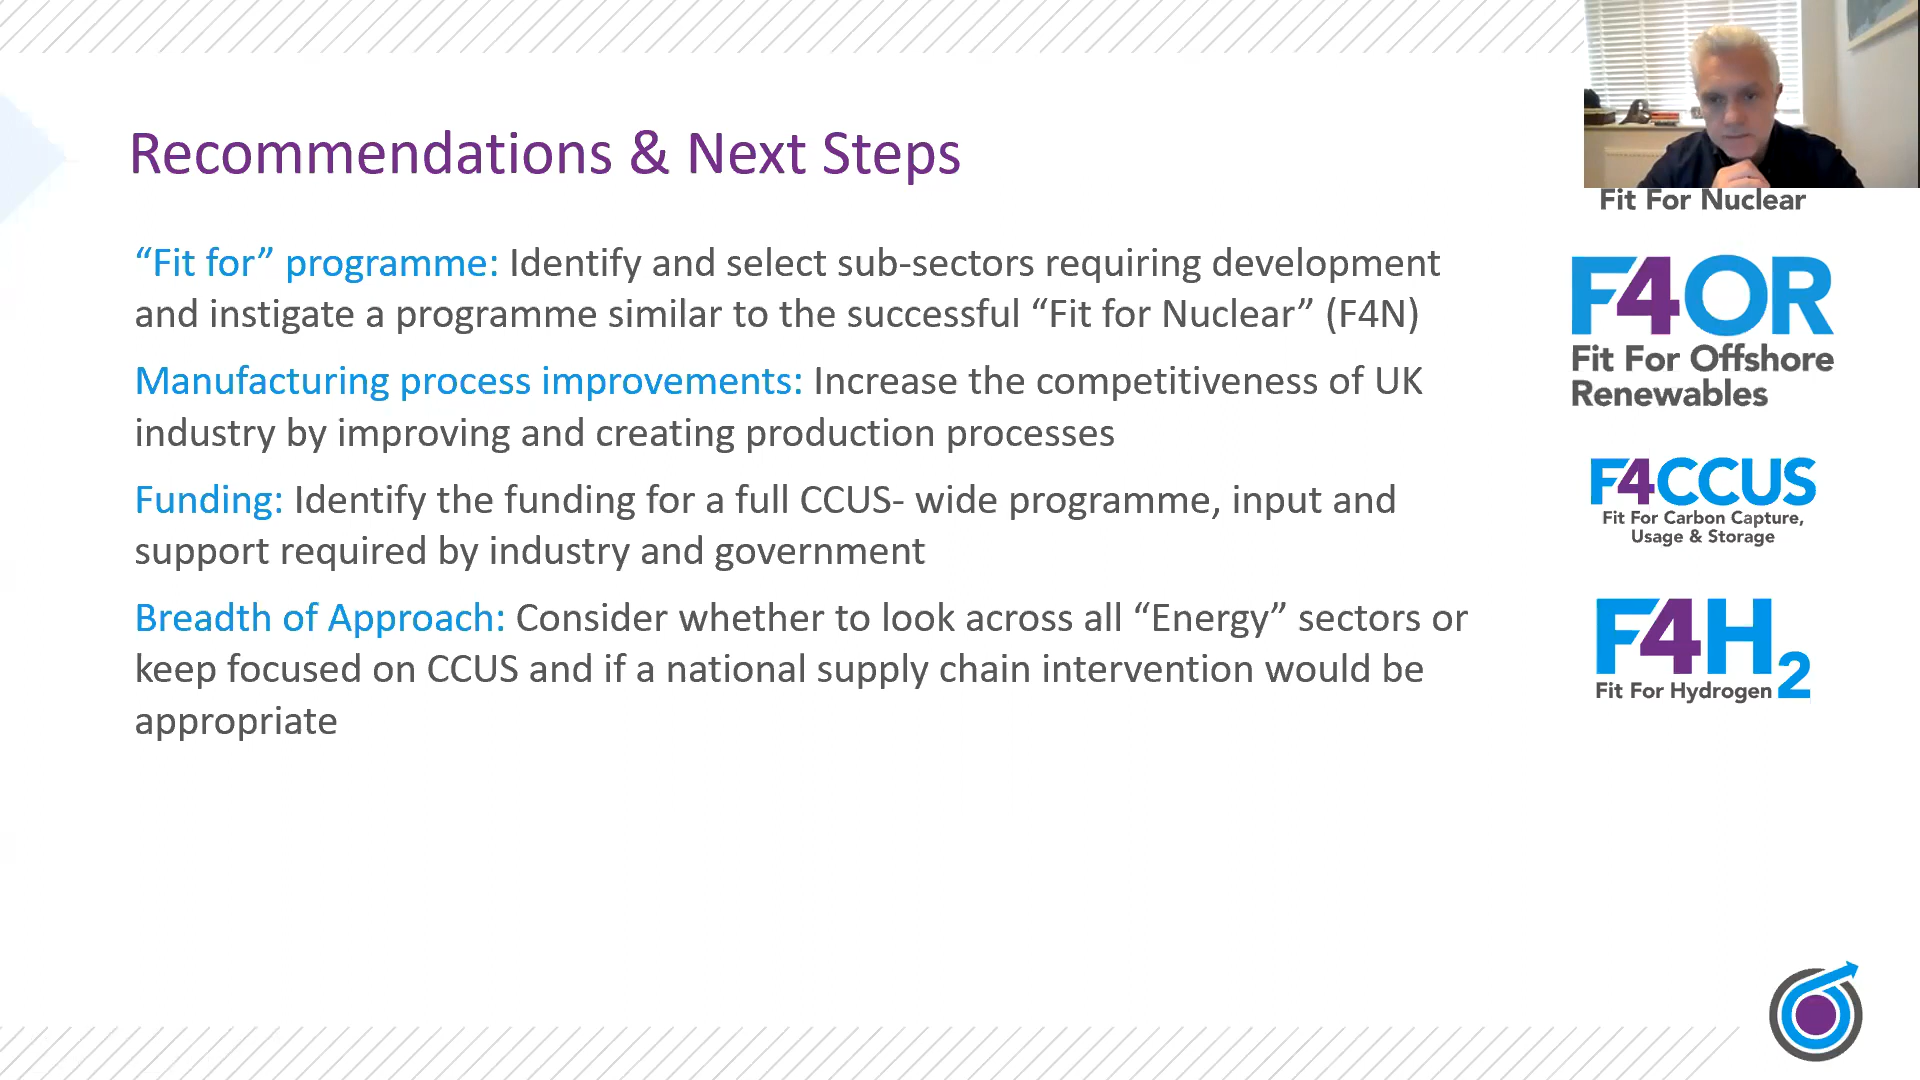 Recommendations & Next Steps
“Fit for” programme: Identify and select sub-sectors requiring development
and instigate a programme similar to the successful “Fit for Nuclear” (F4N)
Manufacturing process improvements: Increase the competitiveness of UK
industry by improving and creating production processes
Funding: Identify the funding for a full CCUS- wide programme, input and
support required by industry and government
Breadth of Approach: Consider whether to look across all “Energy” sectors or
keep focused on CCUS and if a national supply chain intervention would be
appropriate
Fit For Nuclear
F4OR
Fit For Offshore
Renewables
F4CCUS
Fit For Carbon Capture,
Usage & Storage
F4H2
Fit For Hydrogen